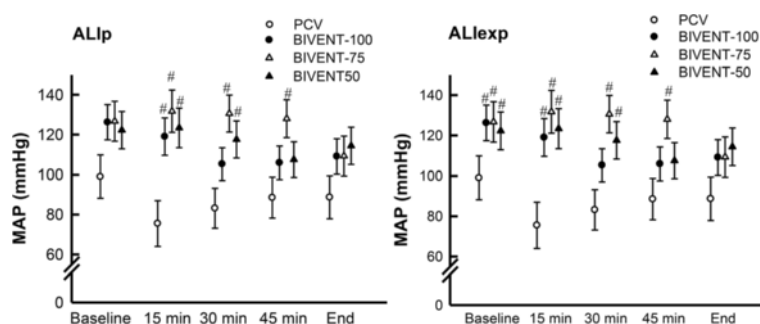 ALIp
PCV
BIVENT-100
BIVENT-75
BIVENT50
# # #
# #
#
MAP (mmHg)
140
120
100
80
60
0
Baseline 15 min 30 min 45 min End
ALIexp
PCV
BIVENT-100
BIVENT-75
BIVENT-50
# # #
# # #
# #
#
MAP (mmHg)
140
120
100
80
60
0
Baseline 15 min 30 min 45 min End